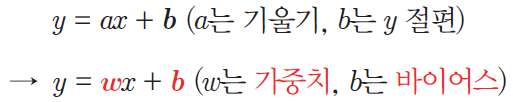 y = ax + b (a는 기울기, b는 y 절편)
→ y = wx + b (w는 가중치, b는 바이어스)